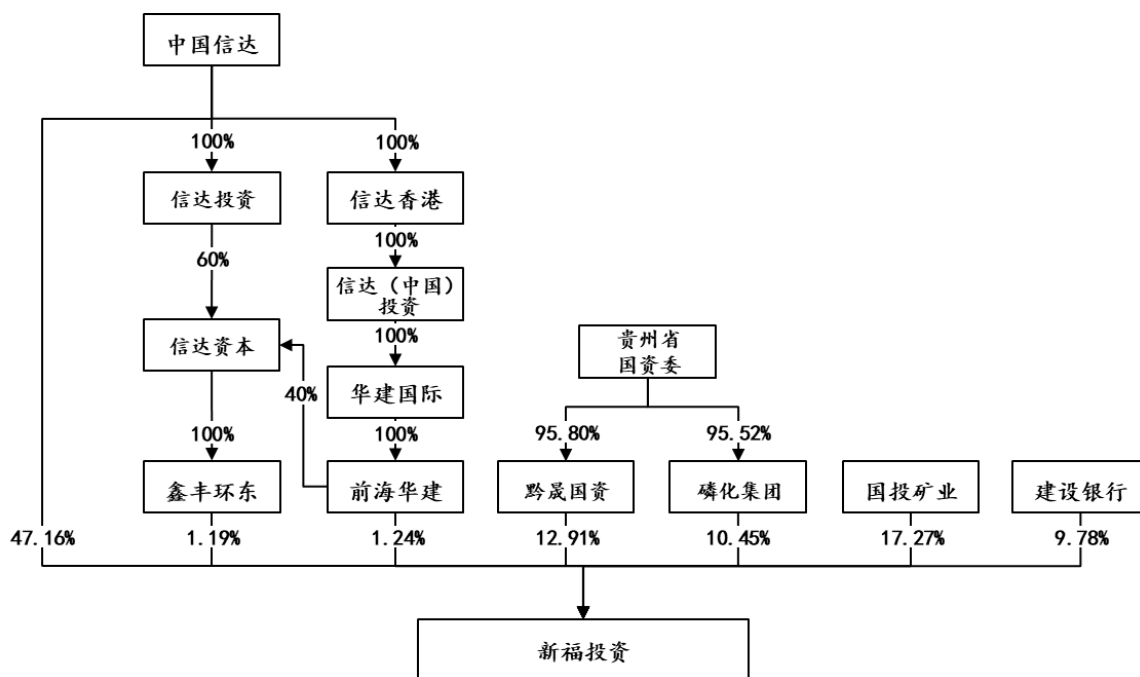 中国信达
100%
100%
信达投资
信达香港
100%
60%
信达（中国）
投资
信达资本
100%
贵州省
国资委
40%
华建国际
100%
100%
95.80%
95.52%
鑫丰环东
前海华建
黔晟国资
磷化集团
国投矿业
建设银行
47.16%
1.19%
1.24%
12.91%
10.45%
17.27%
9.78%
新福投资